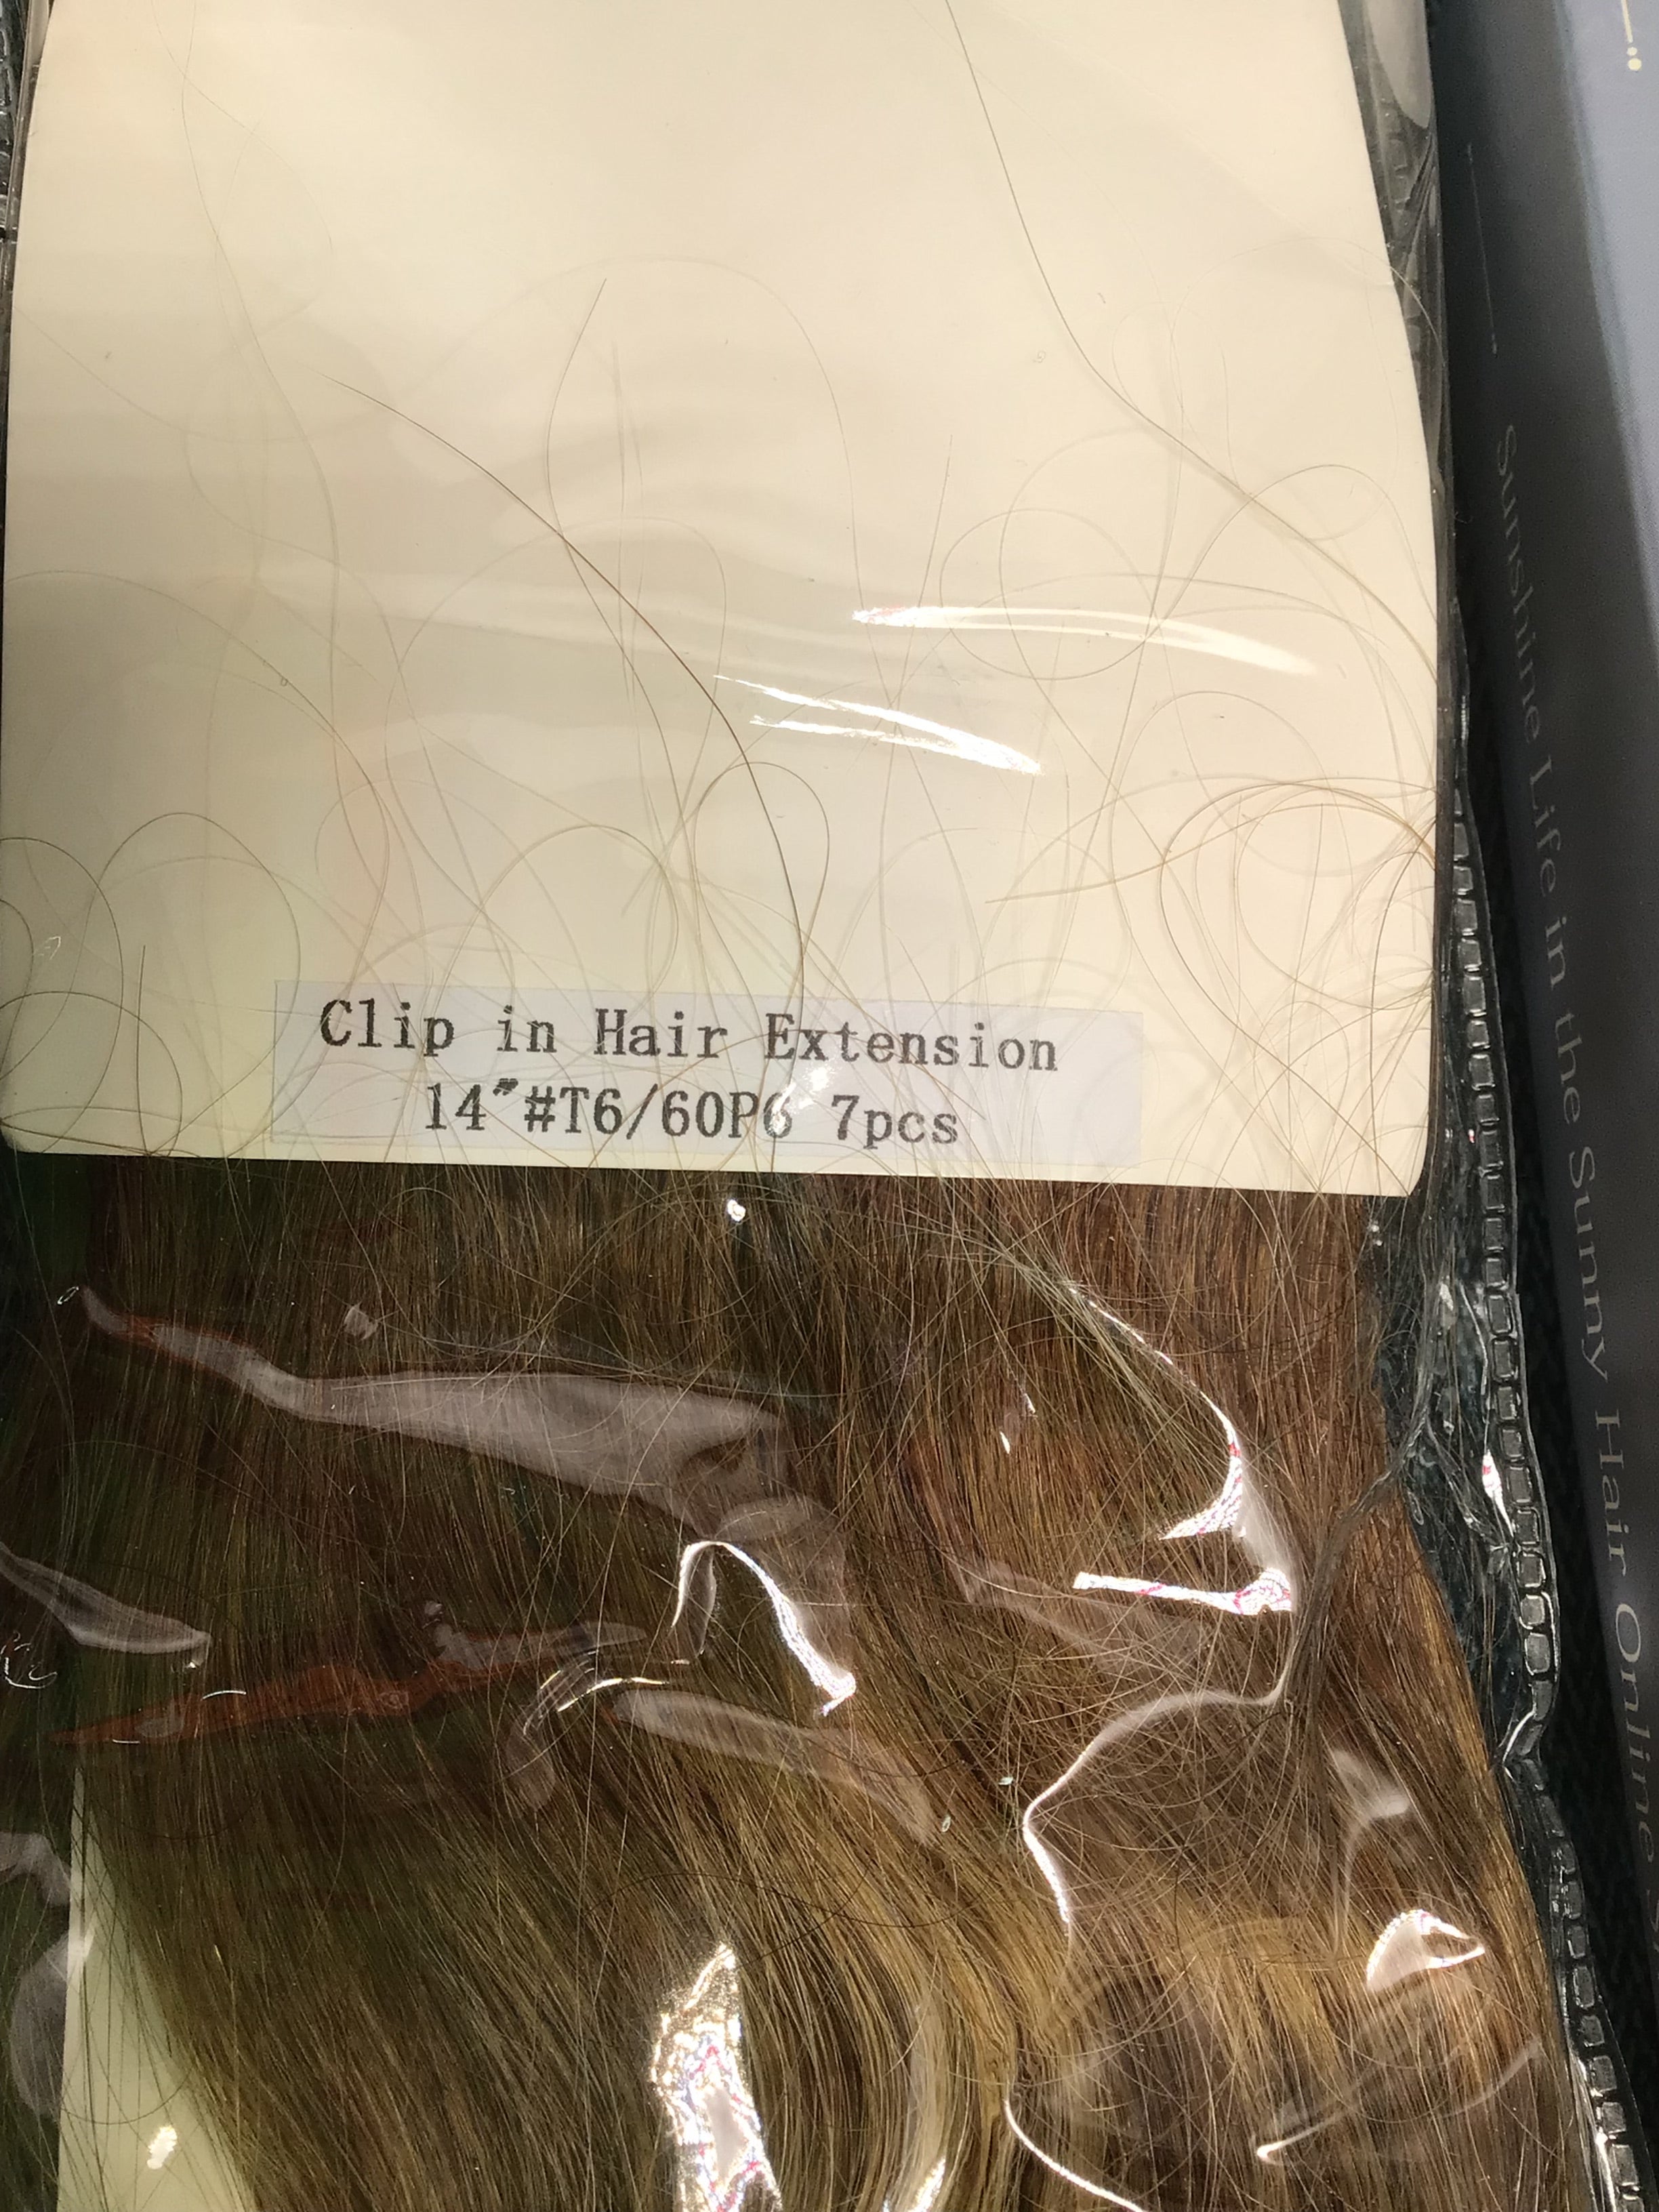 Clip in Hair Extension
14"#T6/60P6 7pcs
Sunshine Life in the Sunny Hair Online